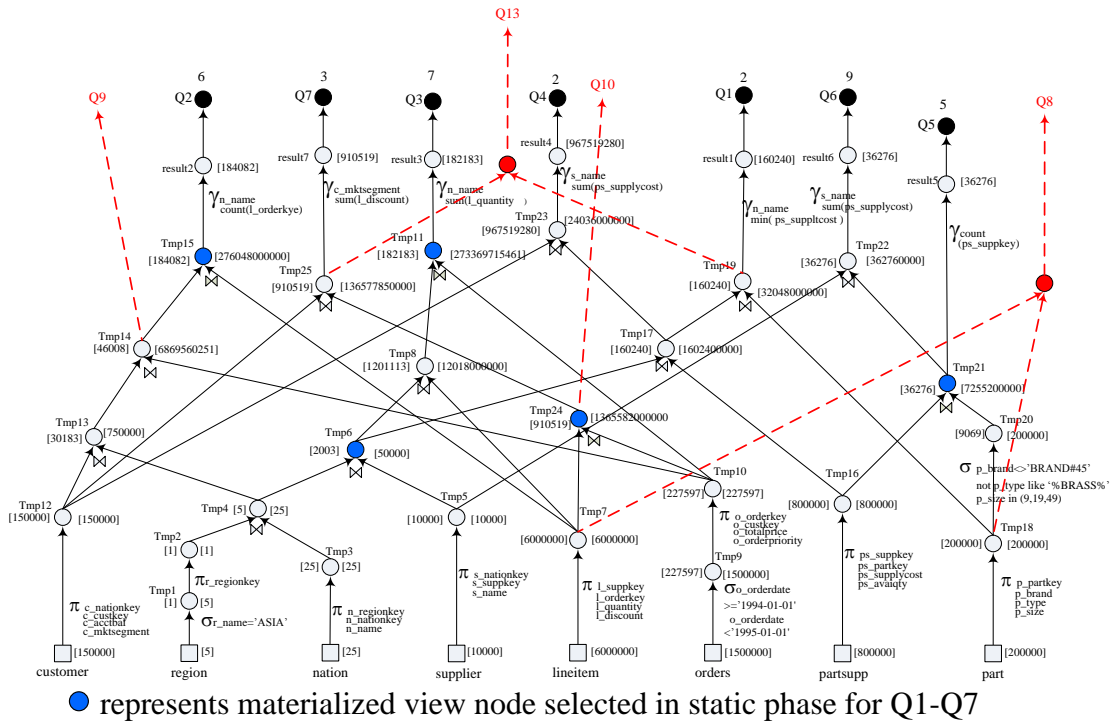 Q13
6 3 7 2 2 9
Q9 Q2 Q7 Q3 Q4 Q10 Q1 Q6 5 Q8
Q5
result2 [184082]
result7 [910519]
result3 [182183]
result4 [967519280]
result1 [160240]
result6 [36276]
result5 [36276]
γ n_name
count(l_orderkye)
γ c_mktsegment
sum(l_discount)
γ n_name
sum(l_quantity )
γ s_name
sum(ps_supplycost)
γ n_name
min( ps_suppltcost )
γ s_name
sum(ps_supplycost)
γ count
(ps_suppkey)
Tmp23
[967519280] [24036000000]
Tmp15
[184082] [276048000000]
Tmp11
[182183] [273369715461]
Tmp22
[36276] [362760000]
Tmp25
[910519] [136577850000]
Tmp19
[160240] [32048000000]
Tmp14
[46008] [6869560251]
Tmp8
[1201113] [12018000000]
Tmp17
[160240] [1602400000]
Tmp21
[36276] [7255200000]
Tmp13
[30183] [750000]
Tmp6
[2003] [50000]
Tmp24
[910519] [1365582000000
Tmp20
[9069] [200000]
σ p_brand<>'BRAND#45'
not p_type like ‘%BRASS%’
p_size in (9,19,49)
Tmp12
[150000] [150000]
Tmp4 [5] [25]
Tmp5
[10000] [10000]
Tmp7
[6000000] [6000000]
Tmp10
[227597] [227597]
Tmp16
[800000] [800000]
Tmp18
[200000] [200000]
Tmp2
[1] [1]
Tmp3
[25] [25]
π o_orderkey
o_custkey
o_totalprice
o_orderpriority
Tmp9
[227597] [1500000]
π r_regionkey
Tmp1
[1] [5]
π c_nationkey
c_custkey
c_acctbal
c_mktsegment
σ r_name='ASIA'
π n_regionkey
n_nationkey
n_name
π s_nationkey
s_suppkey
s_name
π l_suppkey
l_orderkey
l_quantity
l_discount
σ o_orderdate
>='1994-01-01'
o_orderdate
<'1995-01-01'
π ps_suppkey
ps_partkey
ps_supplycost
ps_avaiqty
π p_partkey
p_brand
p_type
p_size
[150000] [5] [25] [10000] [6000000] [1500000] [800000] [200000]
customer region nation supplier lineitem orders partsupp part
represents materialized view node selected in static phase for Q1-Q7